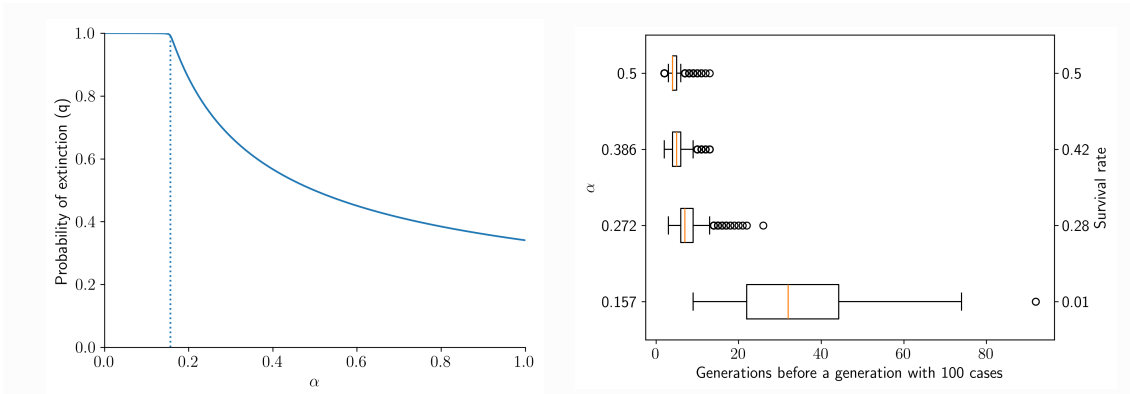 1.0
0.8
0.6
0.4
0.2
0.0
Probability of extinction (q)
0.0 0.2 0.4 0.6 0.8 1.0
α
0.5
0.386
0.272
0.157
α
0.5
0.42
0.28
0.01
Survival rate
0 20 40 60 80
Generations before a generation with 100 cases